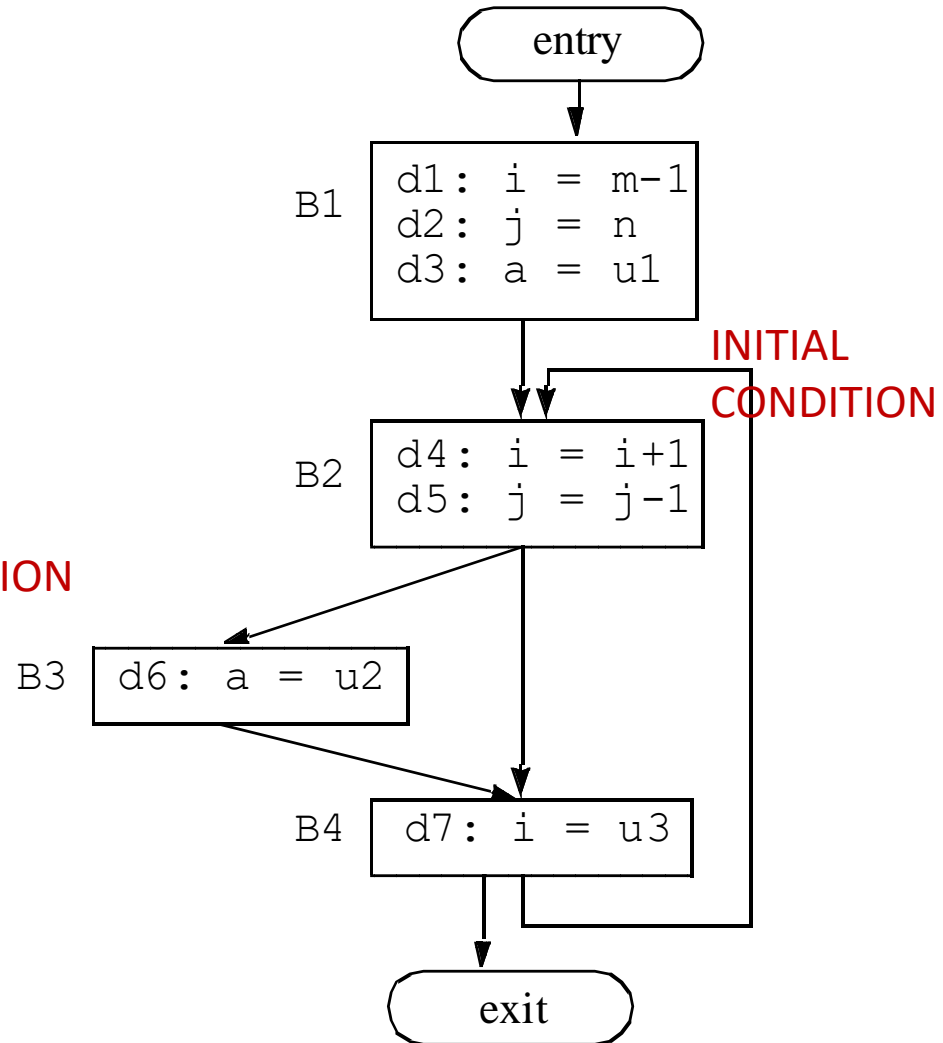 entry
B1
d1: i = m-1
d2: j = n
d3: a = u1
INITIAL
CONDITION
B2
d4: i = i+1
d5: j = j-1
ION
B3
d6: a = u2
B4
d7: i = u3
exit